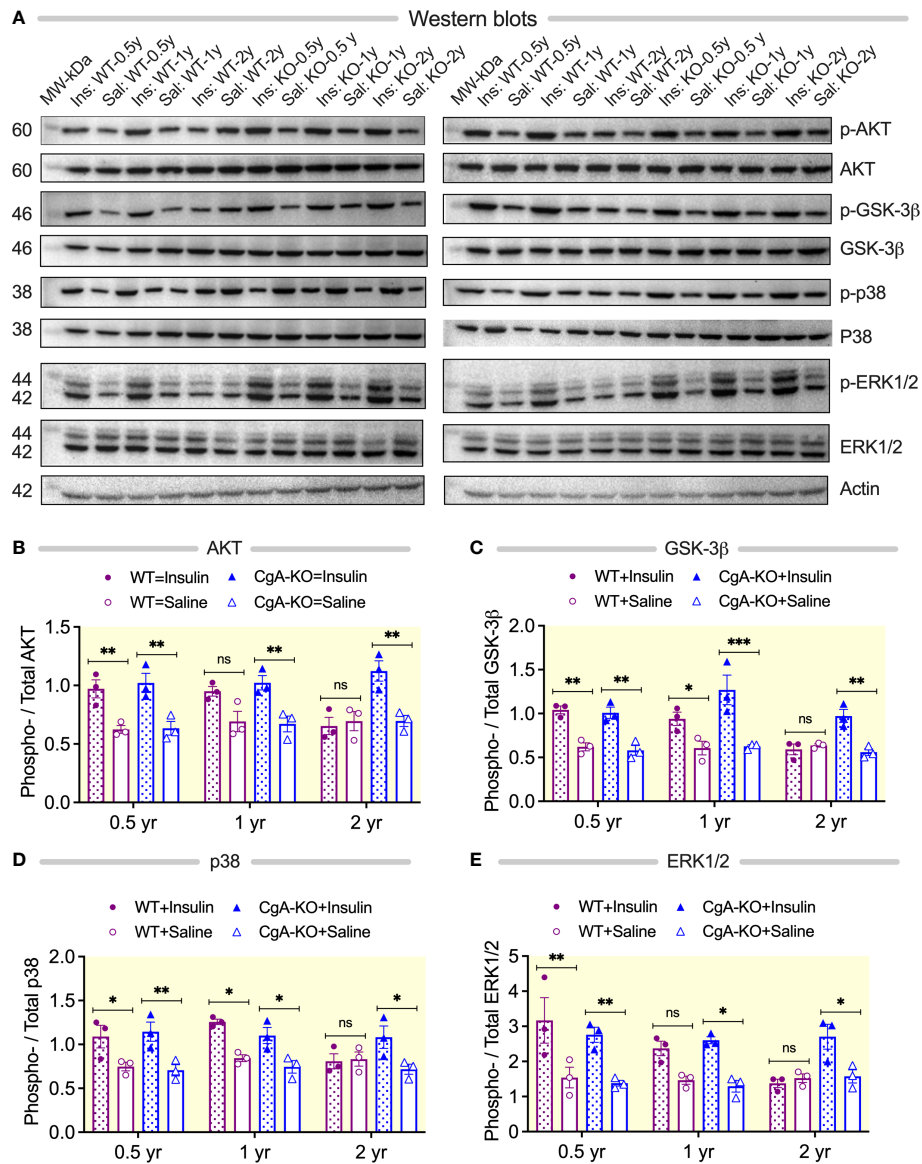 A Western blots
MW-kDa Ins: WT-0.5y Sal: WT-0.5y Ins: WT-1y Sal: WT-1y Ins: WT-2y Sal: WT-2y Ins: KO-0.5y Sal: KO-0.5 y Ins: KO-1y Sal: KO-1y Ins: KO-2y Sal: KO-2y
MW-kDa Ins: WT-0.5y Sal: WT-0.5y Ins: WT-1y Sal: WT-1y Ins: WT-2y Sal: WT-2y Ins: KO-0.5y Sal: KO-0.5 y Ins: KO-1y Sal: KO-1y Ins: KO-2y Sal: KO-2y
60 p-AKT
60 AKT
46 p-GSK-3β
46 GSK-3β
38 p-p38
38 P38
44 p-ERK1/2
42
44
42 ERK1/2
42 Actin
B AKT
WT=Insulin CgA-KO=Insulin
WT=Saline CgA-KO=Saline
Phospho- / Total AKT
1.5
1.0
0.5
0.0
** ** ns ** ns **
0.5 yr 1 yr 2 yr
C GSK-3β
WT+Insulin CgA-KO+Insulin
WT+Saline CgA-KO+Saline
Phospho- / Total GSK-3β
2.0
1.5
1.0
0.5
0.0
** ** * *** ns **
0.5 yr 1 yr 2 yr
D p38
WT+Insulin CgA-KO+Insulin
WT+Saline CgA-KO+Saline
Phospho- / Total p38
2.0
1.5
1.0
0.5
0.0
* ** * * ns *
0.5 yr 1 yr 2 yr
E ERK1/2
WT+Insulin CgA-KO+Insulin
WT+Saline CgA-KO+Saline
Phospho- / Total ERK1/2
5
4
3
2
1
0
** ** ns * ns *
0.5 yr 1 yr 2 yr